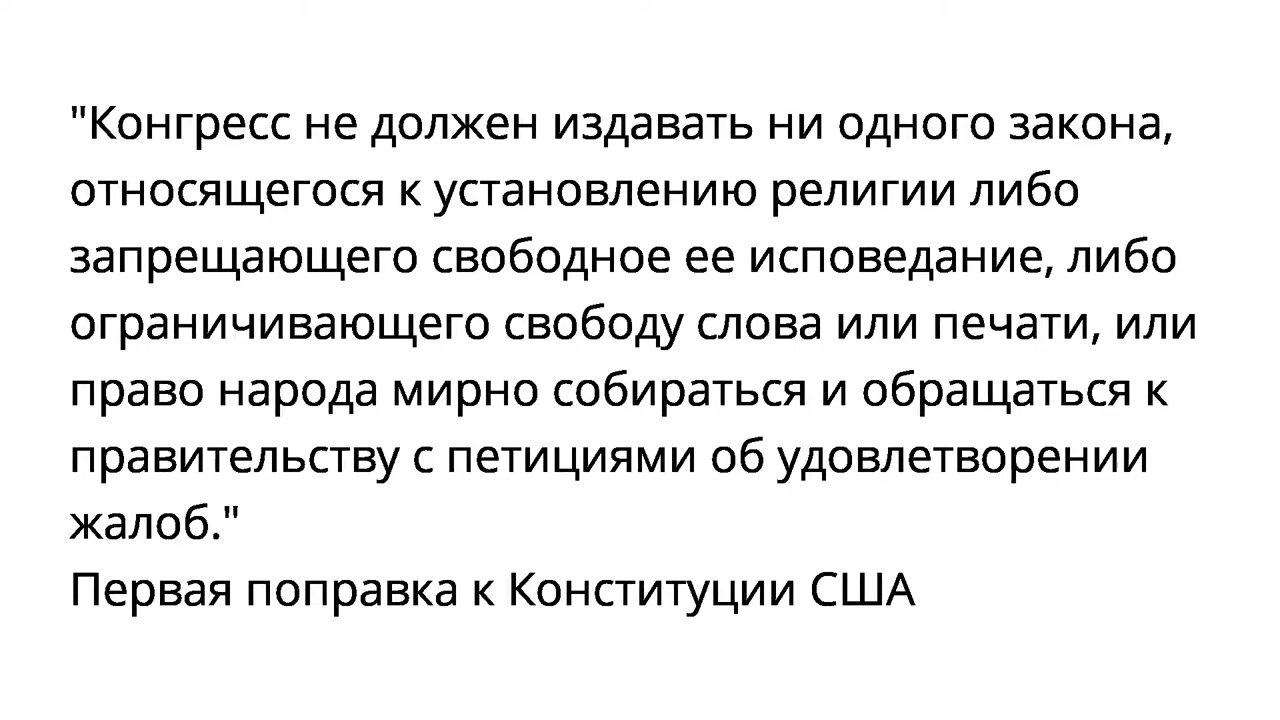 "Конгресс не должен издавать ни одного закона,
относящегося к установлению религии либо
запрещающего свободное ее исповедание, либо
ограничивающего свободу слова или печати, или
право народа мирно собираться и обращаться к
правительству с петициями об удовлетворении
жалоб."
Первая поправка к Конституции США